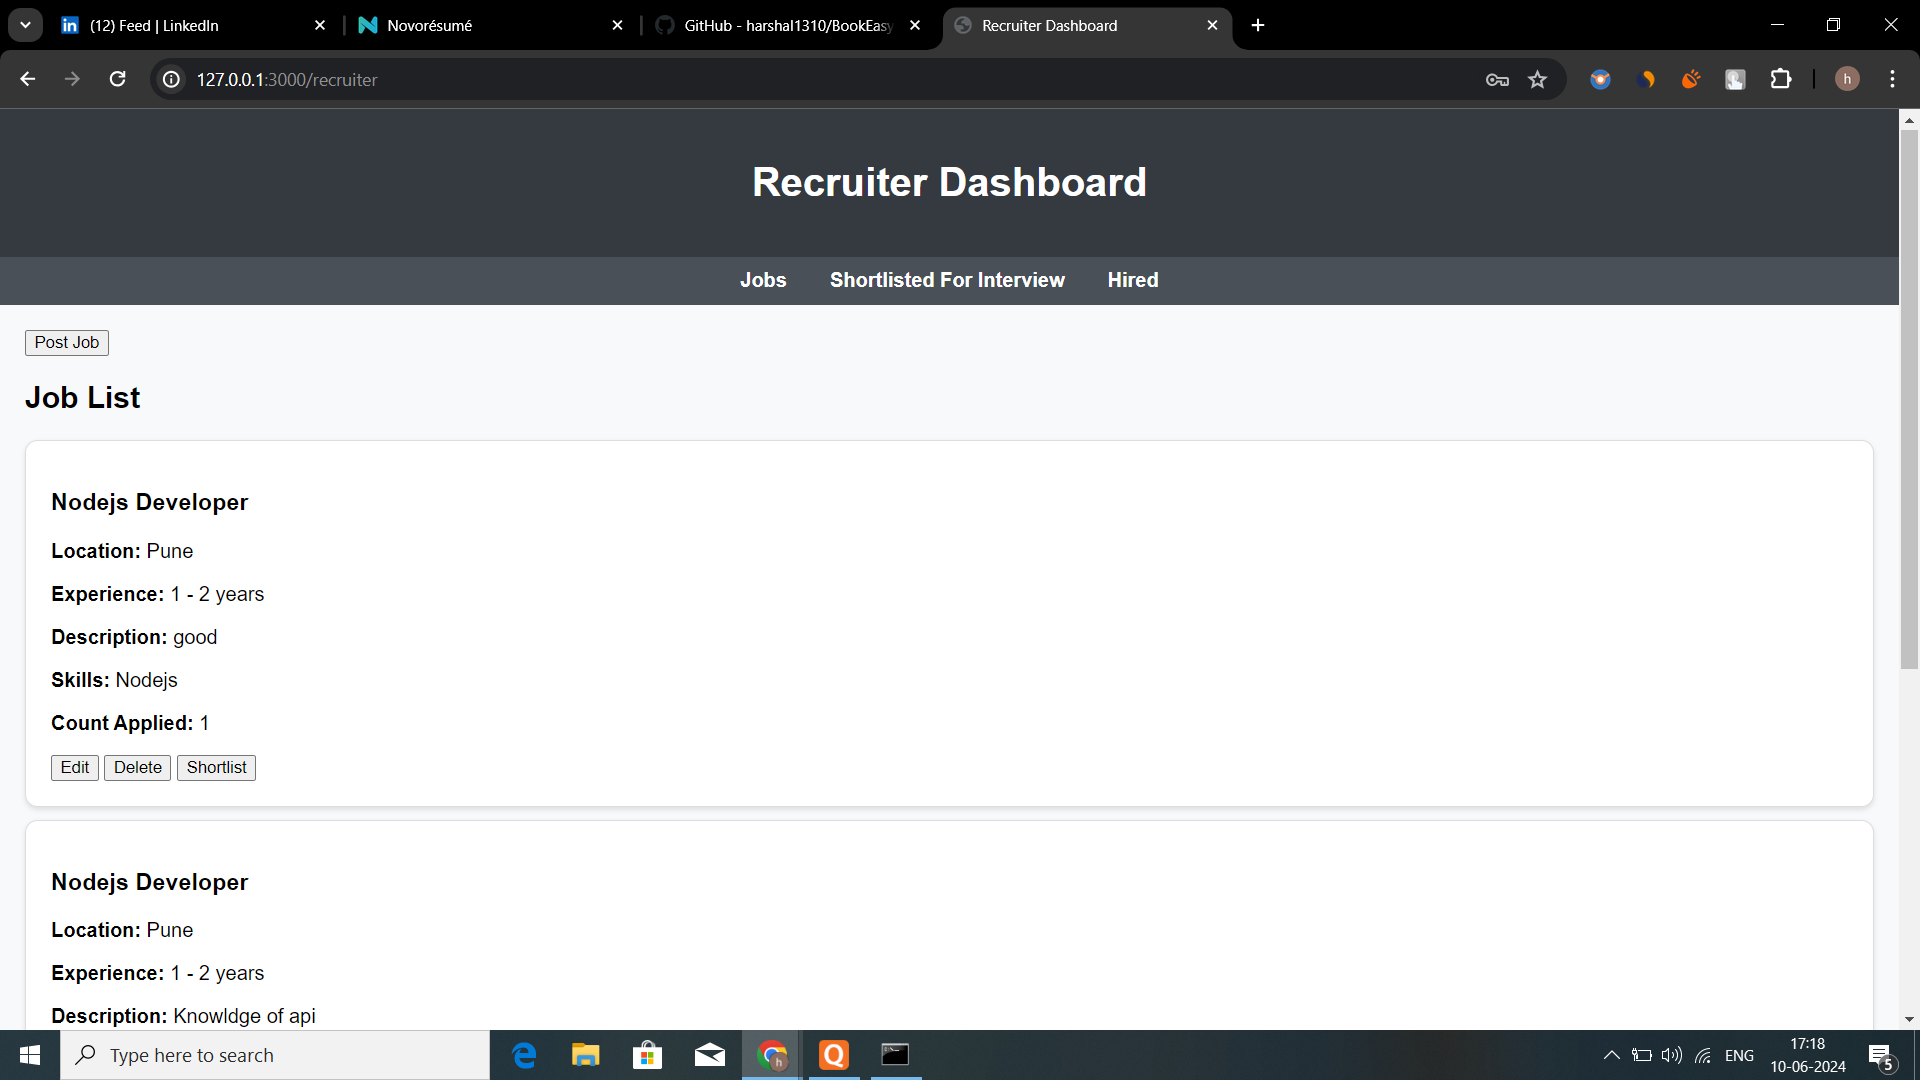 (12) Feed | LinkedIn
Novorésumé
GitHub - harshal1310/BookEasy
Recruiter Dashboard
127.0.0.1:3000/recruiter
h
Recruiter Dashboard
Jobs Shortlisted For Interview Hired
Post Job
Job List
Nodejs Developer
Location: Pune
Experience: 1 - 2 years
Description: good
Skills: Nodejs
Count Applied: 1
Edit Delete Shortlist
Nodejs Developer
Location: Pune
Experience: 1 - 2 years
Description: Knowldge of api
Type here to search
ENG
17:18
10-06-2024
5